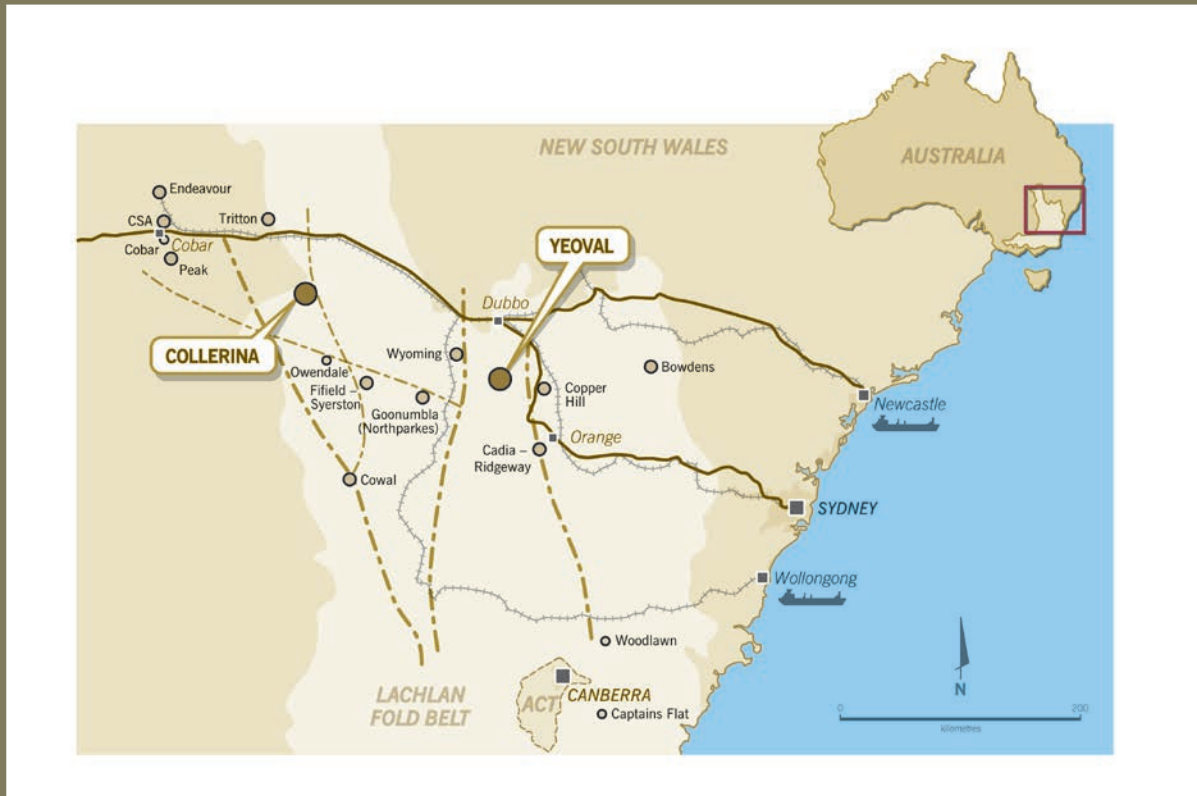 NEW SOUTH WALES
AUSTRALIA
Endeavour
CSA
Tritton
Cobar
Cobar
Peak
YEOVAL
Dubbo
COLLERINA
Wyoming
Owendale
Fifield –
Syerston
Goonumbla
(Northparkes)
Copper
Hill
Bowdens
Newcastle
Orange
Cadia –
Ridgeway
Cowal
SYDNEY
Wollongong
Woodlawn
LACHLAN
FOLD BELT
ACT
CANBERRA
Captains Flat
N
0
200
kilometres